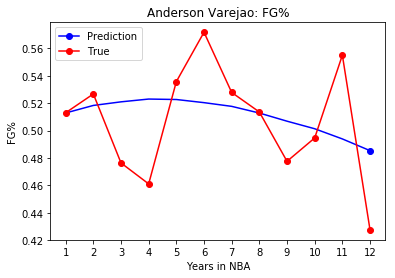 Anderson Varejao: FG%
Prediction
True
FG%
0.56
0.54
0.52
0.50
0.48
0.46
0.44
0.42
1 2 3 4 5 6 7 8 9 10 11 12
Years in NBA